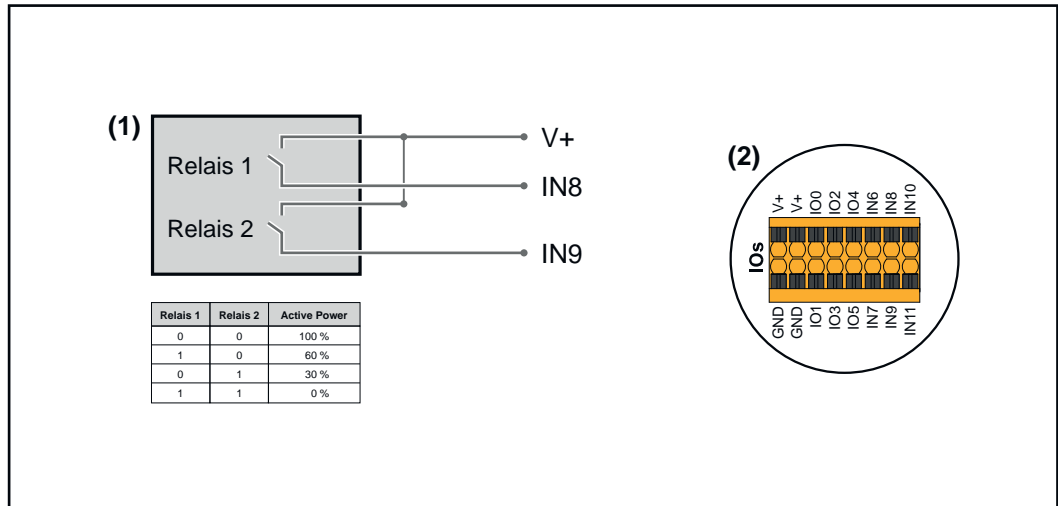 (1)
Relais 1
Relais 2
V+
IN8
IN9
Relais 1 Relais 2 Active Power
0 0 100 %
1 0 60 %
0 1 30 %
1 1 0 %
(2)
IOs
V+
V+
IO0
IO2
IO4
IN6
IN8
IN10
GND
GND
IO1
IO3
IO5
IN7
IN9
IN11